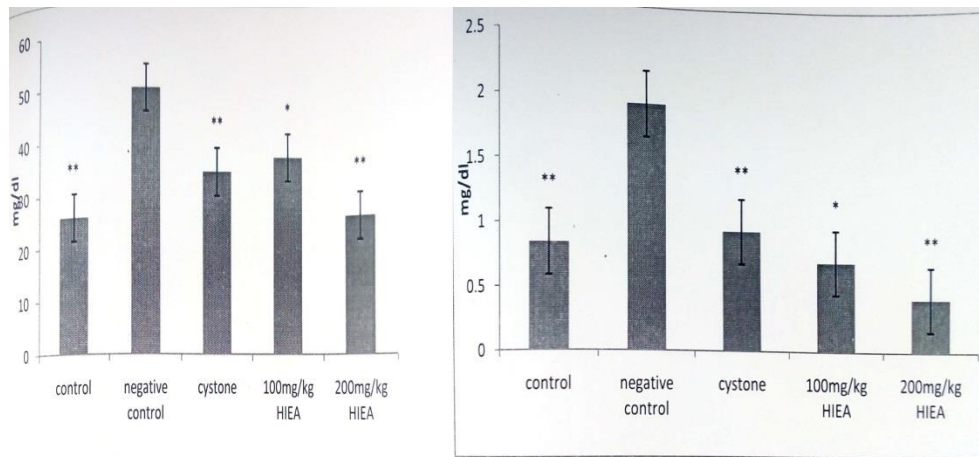 60
50
40
30
20
10
0
mg/dl
**
**
*
**
control
negative
control
cystone
100mg/kg
HIEA
200mg/kg
HIEA
2.5
2
1.5
1
0.5
0
mg/dl
**
**
*
**
control
negative
control
cystone
100mg/kg
HIEA
200mg/kg
HIEA